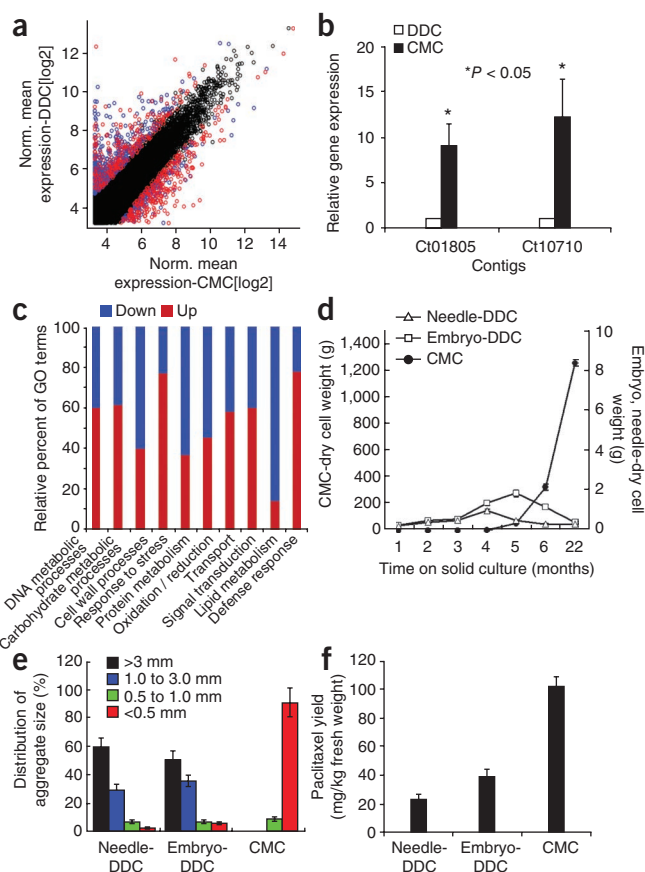 a
Norm. mean
expression-DDC[log2]
12
10
8
6
4
4 6 8 10 12 14
Norm. mean
expression-CMC[log2]
b
DDC
CMC
Relative gene expression
20
15
10
5
0
*P < 0.05
*
*
Ct01805 Ct10710
Contigs
c
Down Up
Relative percent of GO terms
100
80
60
40
20
0
DNA metabolic
processes
Carbohydrate metabolic
processes
Cell wall processes
Response to stress
Protein metabolism
Oxidation / reduction
Transport
Signal transduction
Lipid metabolism
Defense response
d
Needle-DDC
Embryo-DDC
CMC
CMC-dry cell weight (g)
1,400
1,200
1,000
800
600
400
200
0
10
8
6
4
2
0
Embryo, needle-dry cell
weight (g)
1 2 3 4 5 6 22
Time on solid culture (months)
e
>3 mm
1.0 to 3.0 mm
0.5 to 1.0 mm
<0.5 mm
Distribution of
aggregate size (%)
120
100
80
60
40
20
0
Needle-
DDC
Embryo-
DDC
CMC
f
Paclitaxel yield
(mg/kg fresh weight)
120
100
80
60
40
20
0
Needle-
DDC
Embryo-
DDC
CMC